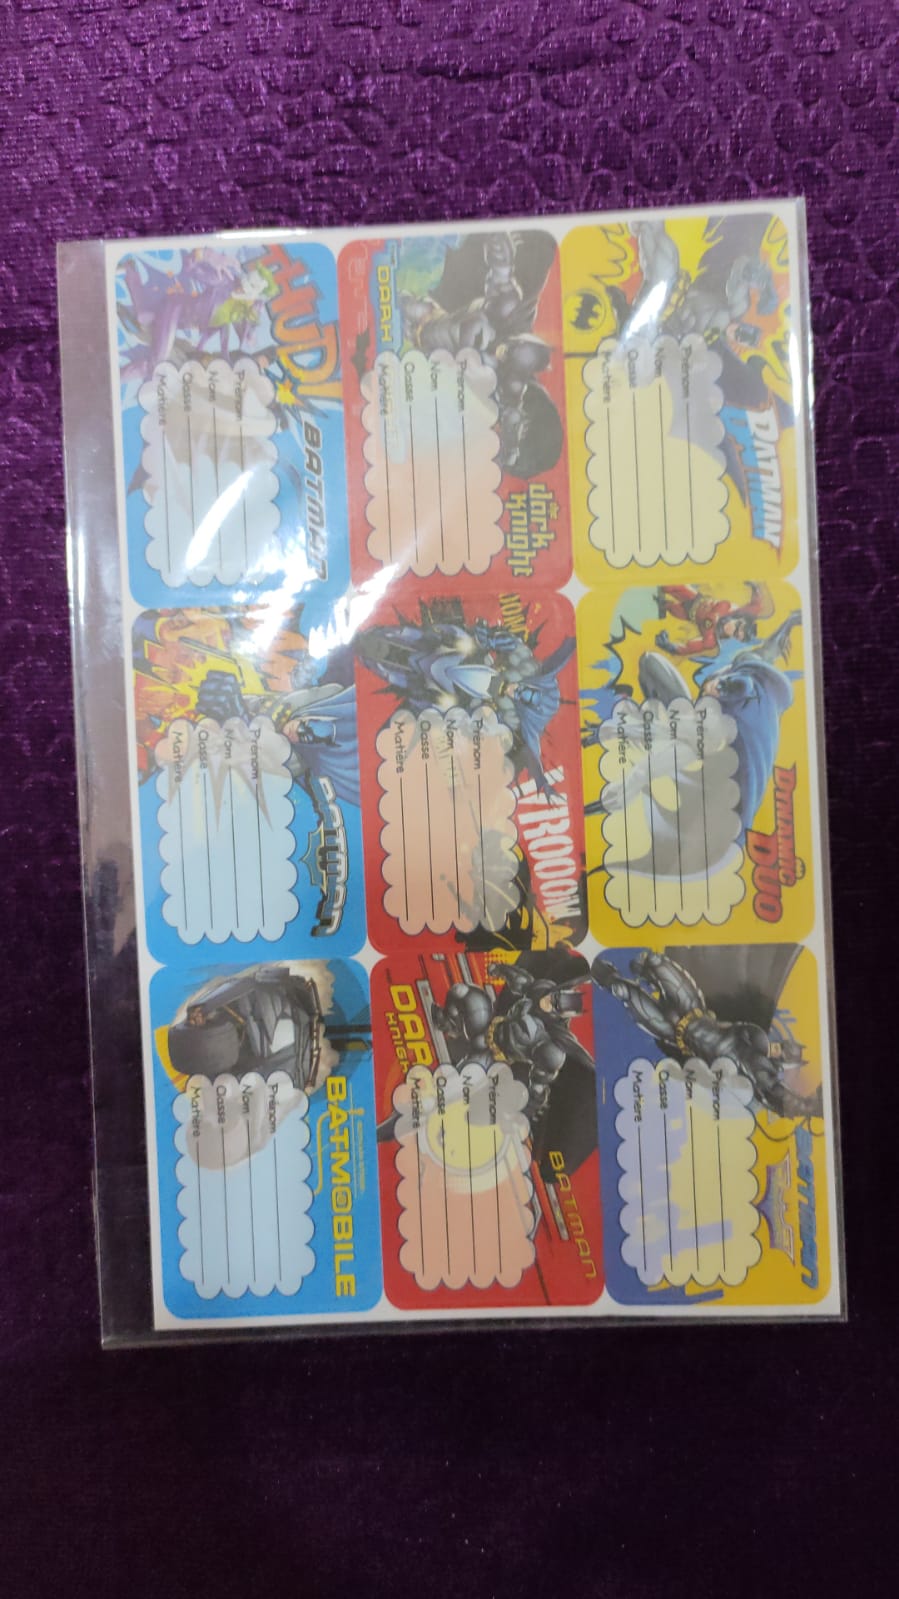 BATMAN
Prénom
Nom
Classe
Matière
DYNAMIC
DUO
Prénom
Nom
Classe
Matière
BATMAN
Prénom
Nom
Classe
Matière
the
dark
knight
DARK
Prénom
Nom
Classe
Matière
VROOOM
Prénom
Nom
Classe
Matière
BATMAN
DARK
KNIGHT
Prénom
Nom
Classe
Matière
THUD!
BATMAN
Prénom
Nom
Classe
Matière
BATMAN
Prénom
Nom
Classe
Matière
BATMOBILE
Prénom
Nom
Classe
Matière